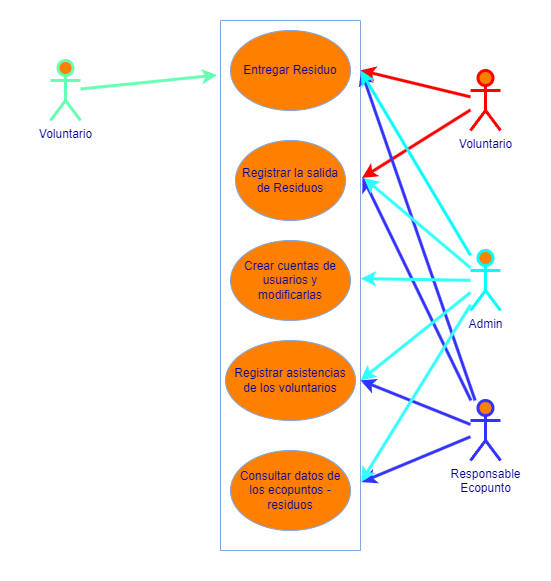 Entregar Residuo
Voluntario
Voluntario
Registrar la salida
de Residuos
Crear cuentas de
usuarios y
modificarlas
Admin
Registrar asistencias
de los voluntarios
Consultar datos de
los ecopuntos -
residuos
Responsable
Ecopunto